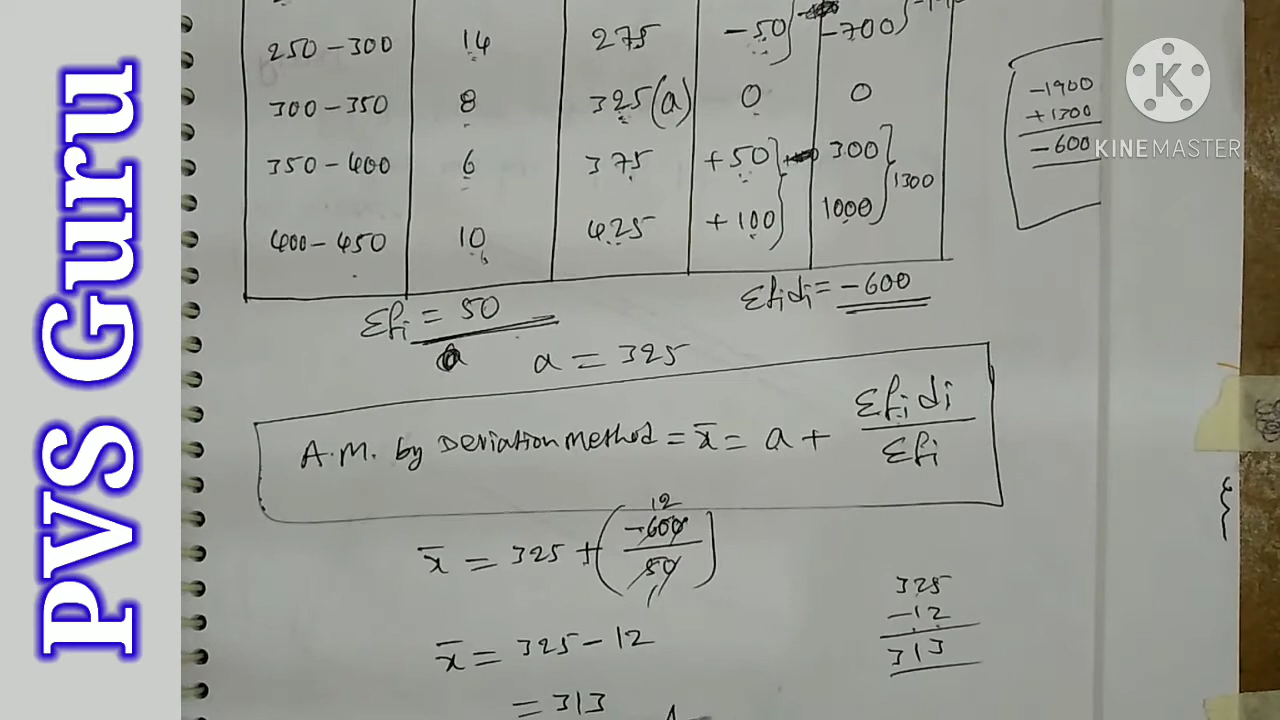 PVS Guru
250-300 14 275 -50 -700
300-350 8 325(a) 0 0
350-400 6 375 +50 300
1300
400-450 10 425 +100 1000
-1900
+1300
-600
K
KINEMASTER
Σfi = 50
Σfidi = -600
a = 325
A.M. by Deviation method = x̄ = a + Σfidi / Σfi
12
x̄ = 325 + (-600 / 50)
x̄ = 325 - 12
= 313
325
-12
313